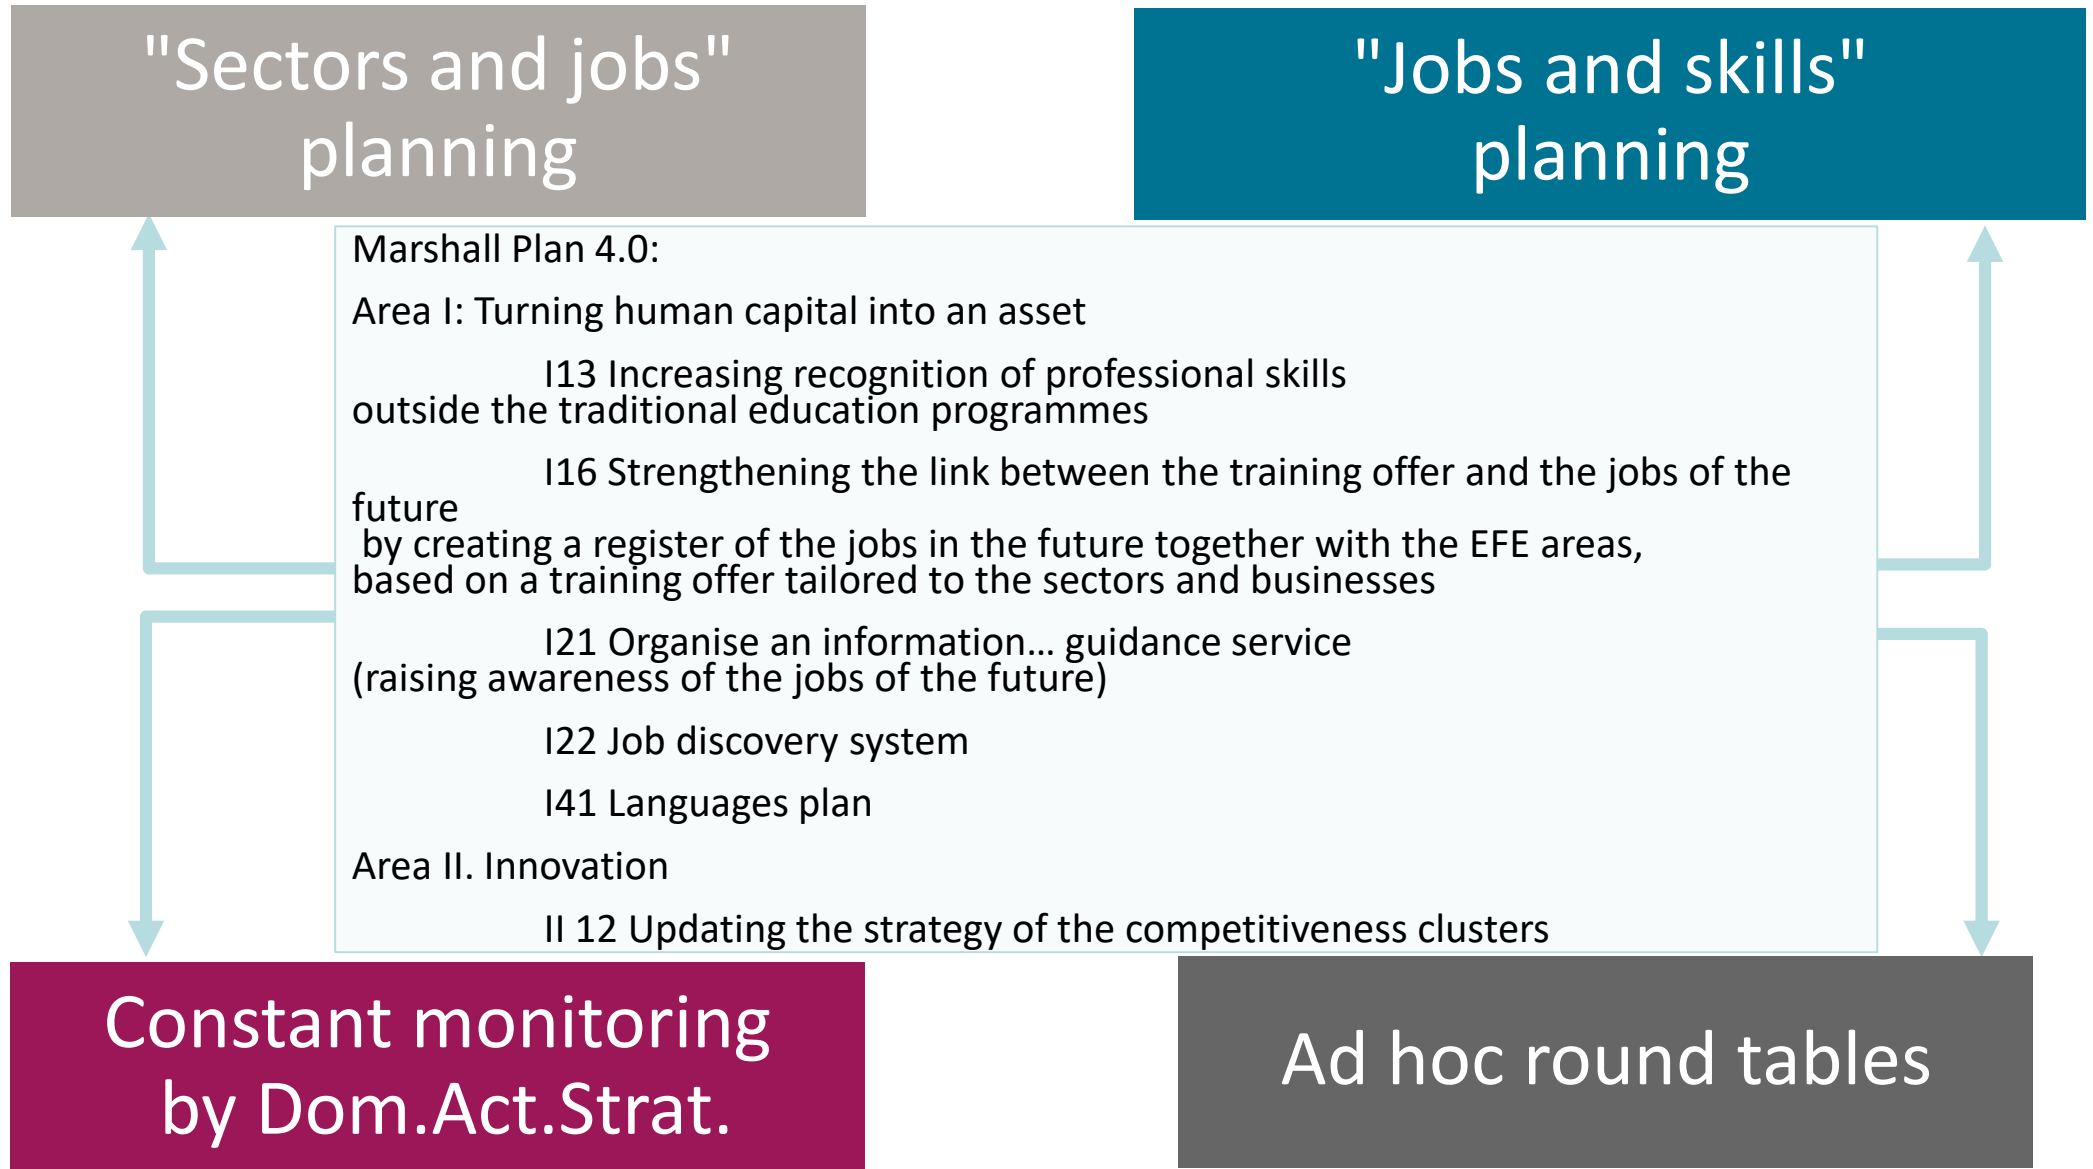 "Sectors and jobs"
planning
"Jobs and skills"
planning
Marshall Plan 4.0:
Area I: Turning human capital into an asset
I13 Increasing recognition of professional skills
outside the traditional education programmes
I16 Strengthening the link between the training offer and the jobs of the
future
by creating a register of the jobs in the future together with the EFE areas,
based on a training offer tailored to the sectors and businesses
I21 Organise an information… guidance service
(raising awareness of the jobs of the future)
I22 Job discovery system
I41 Languages plan
Area II. Innovation
II 12 Updating the strategy of the competitiveness clusters
Constant monitoring
by Dom.Act.Strat.
Ad hoc round tables